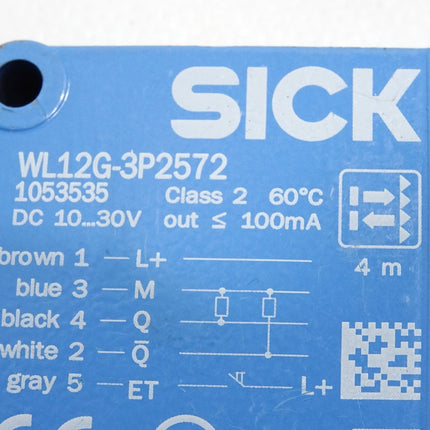 SICK
WL12G-3P2572
1053535 Class 2 60°C
DC 10...30V out ≤ 100mA
4 m
brown 1 — L+
blue 3 — M
black 4 — Q
white 2 — Q̅
gray 5 — ET L+